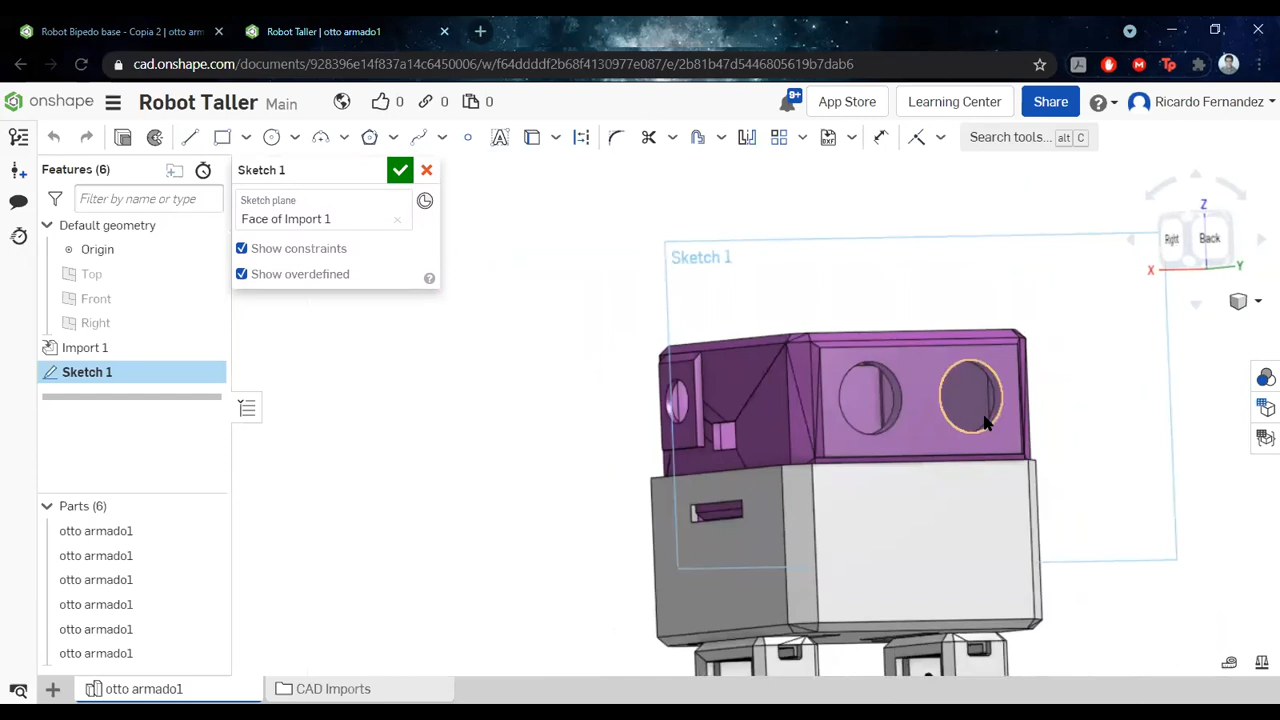 Robot Bipedo base - Copia 2 | otto arm
Robot Taller | otto armado1
cad.onshape.com/documents/928396e14f837a14c6450006/w/f64ddddf2b68f4130977e087/e/2b81b47d5446805619b7dab6
onshape
Robot Taller Main
0
0
0
9+
App Store
Learning Center
Share
Ricardo Fernandez
Search tools... alt C
Features (6)
Filter by name or type
Default geometry
Origin
Top
Front
Right
Import 1
Sketch 1
Parts (6)
otto armado1
otto armado1
otto armado1
otto armado1
otto armado1
otto armado1
Sketch 1
Sketch plane
Face of Import 1
Show constraints
Show overdefined
Sketch 1
Z
Right
Back
X
Y
otto armado1
CAD Imports